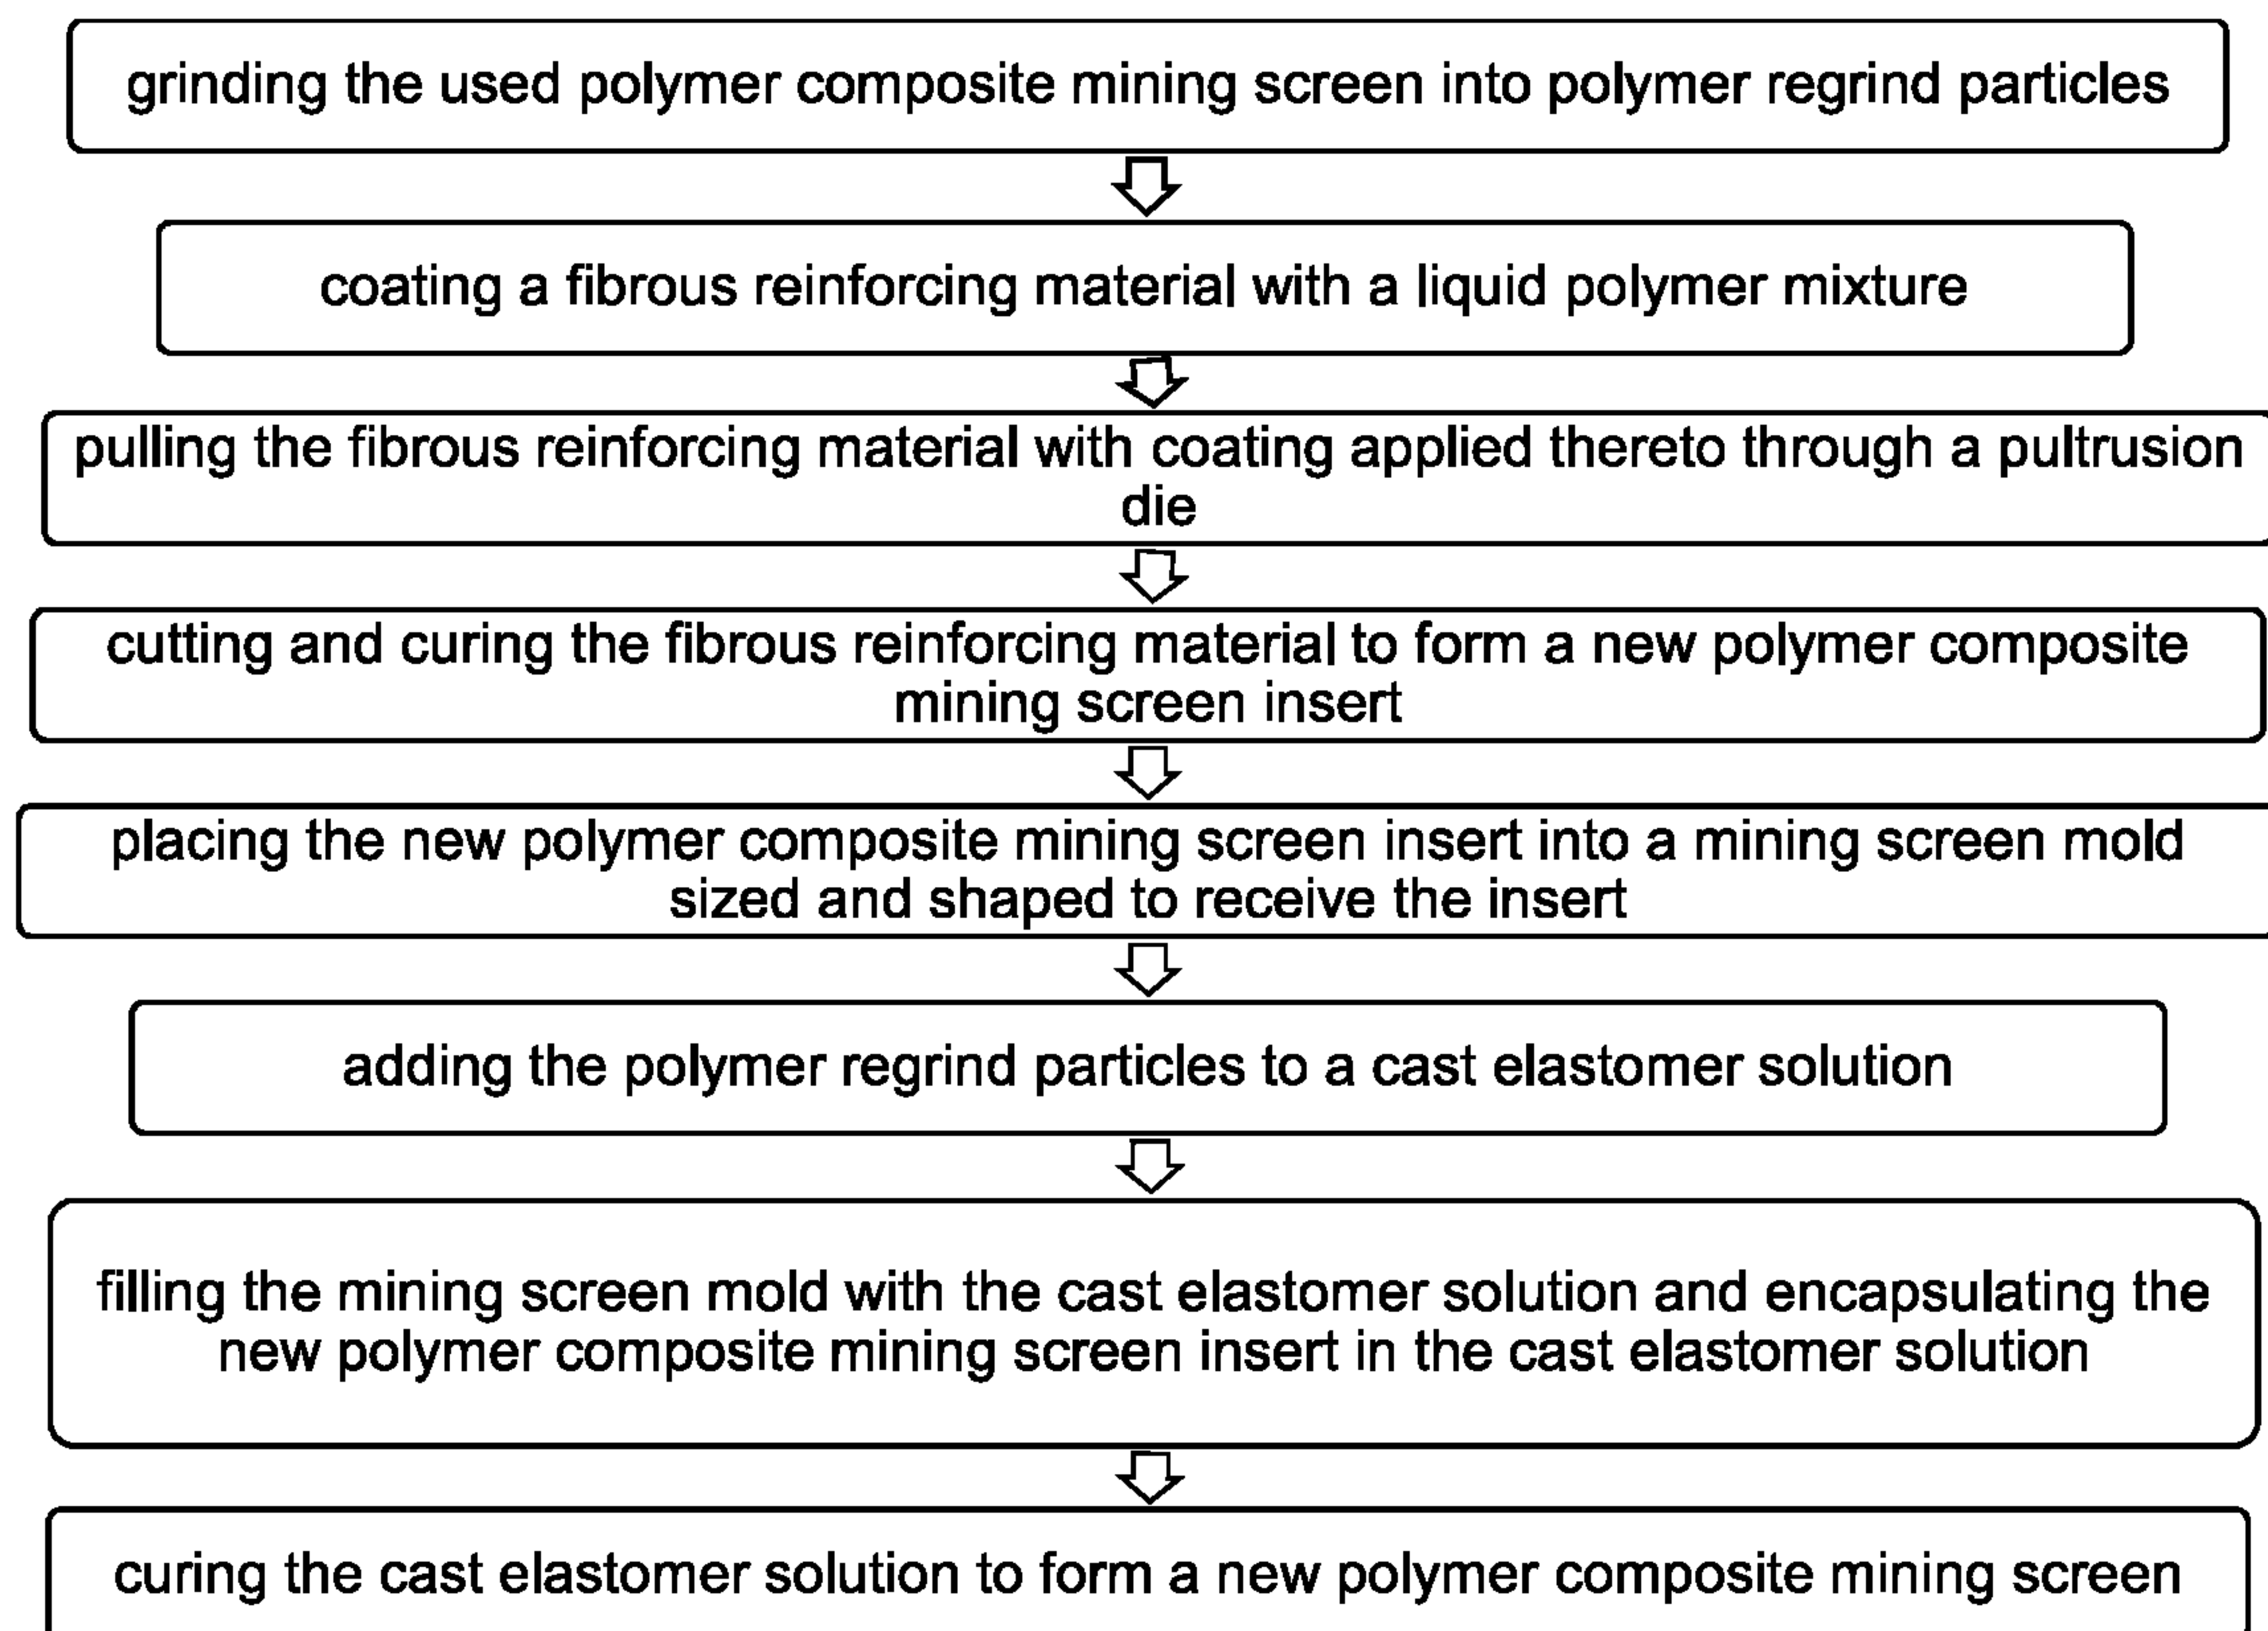 grinding the used polymer composite mining screen into polymer regrind particles
coating a fibrous reinforcing material with a liquid polymer mixture
pulling the fibrous reinforcing material with coating applied thereto through a pultrusion
die
cutting and curing the fibrous reinforcing material to form a new polymer composite
mining screen insert
placing the new polymer composite mining screen insert into a mining screen mold
sized and shaped to receive the insert
adding the polymer regrind particles to a cast elastomer solution
filling the mining screen mold with the cast elastomer solution and encapsulating the
new polymer composite mining screen insert in the cast elastomer solution
curing the cast elastomer solution to form a new polymer composite mining screen